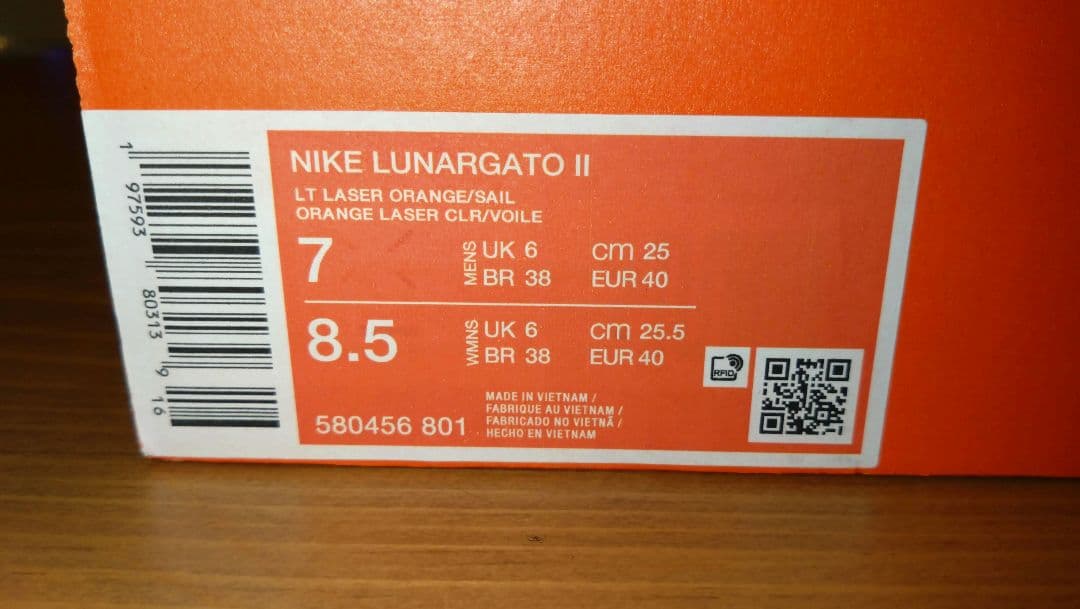 NIKE LUNARGATO II
LT LASER ORANGE/SAIL
ORANGE LASER CLR/VOILE
7 MENS UK 6 cm 25
BR 38 EUR 40
8.5 WMNS UK 6 cm 25.5
BR 38 EUR 40
RFID
580456 801
MADE IN VIETNAM /
FABRIQUE AU VIETNAM /
FABRICADO NO VIETNÃ /
HECHO EN VIETNAM
1 97593 80313 9 16